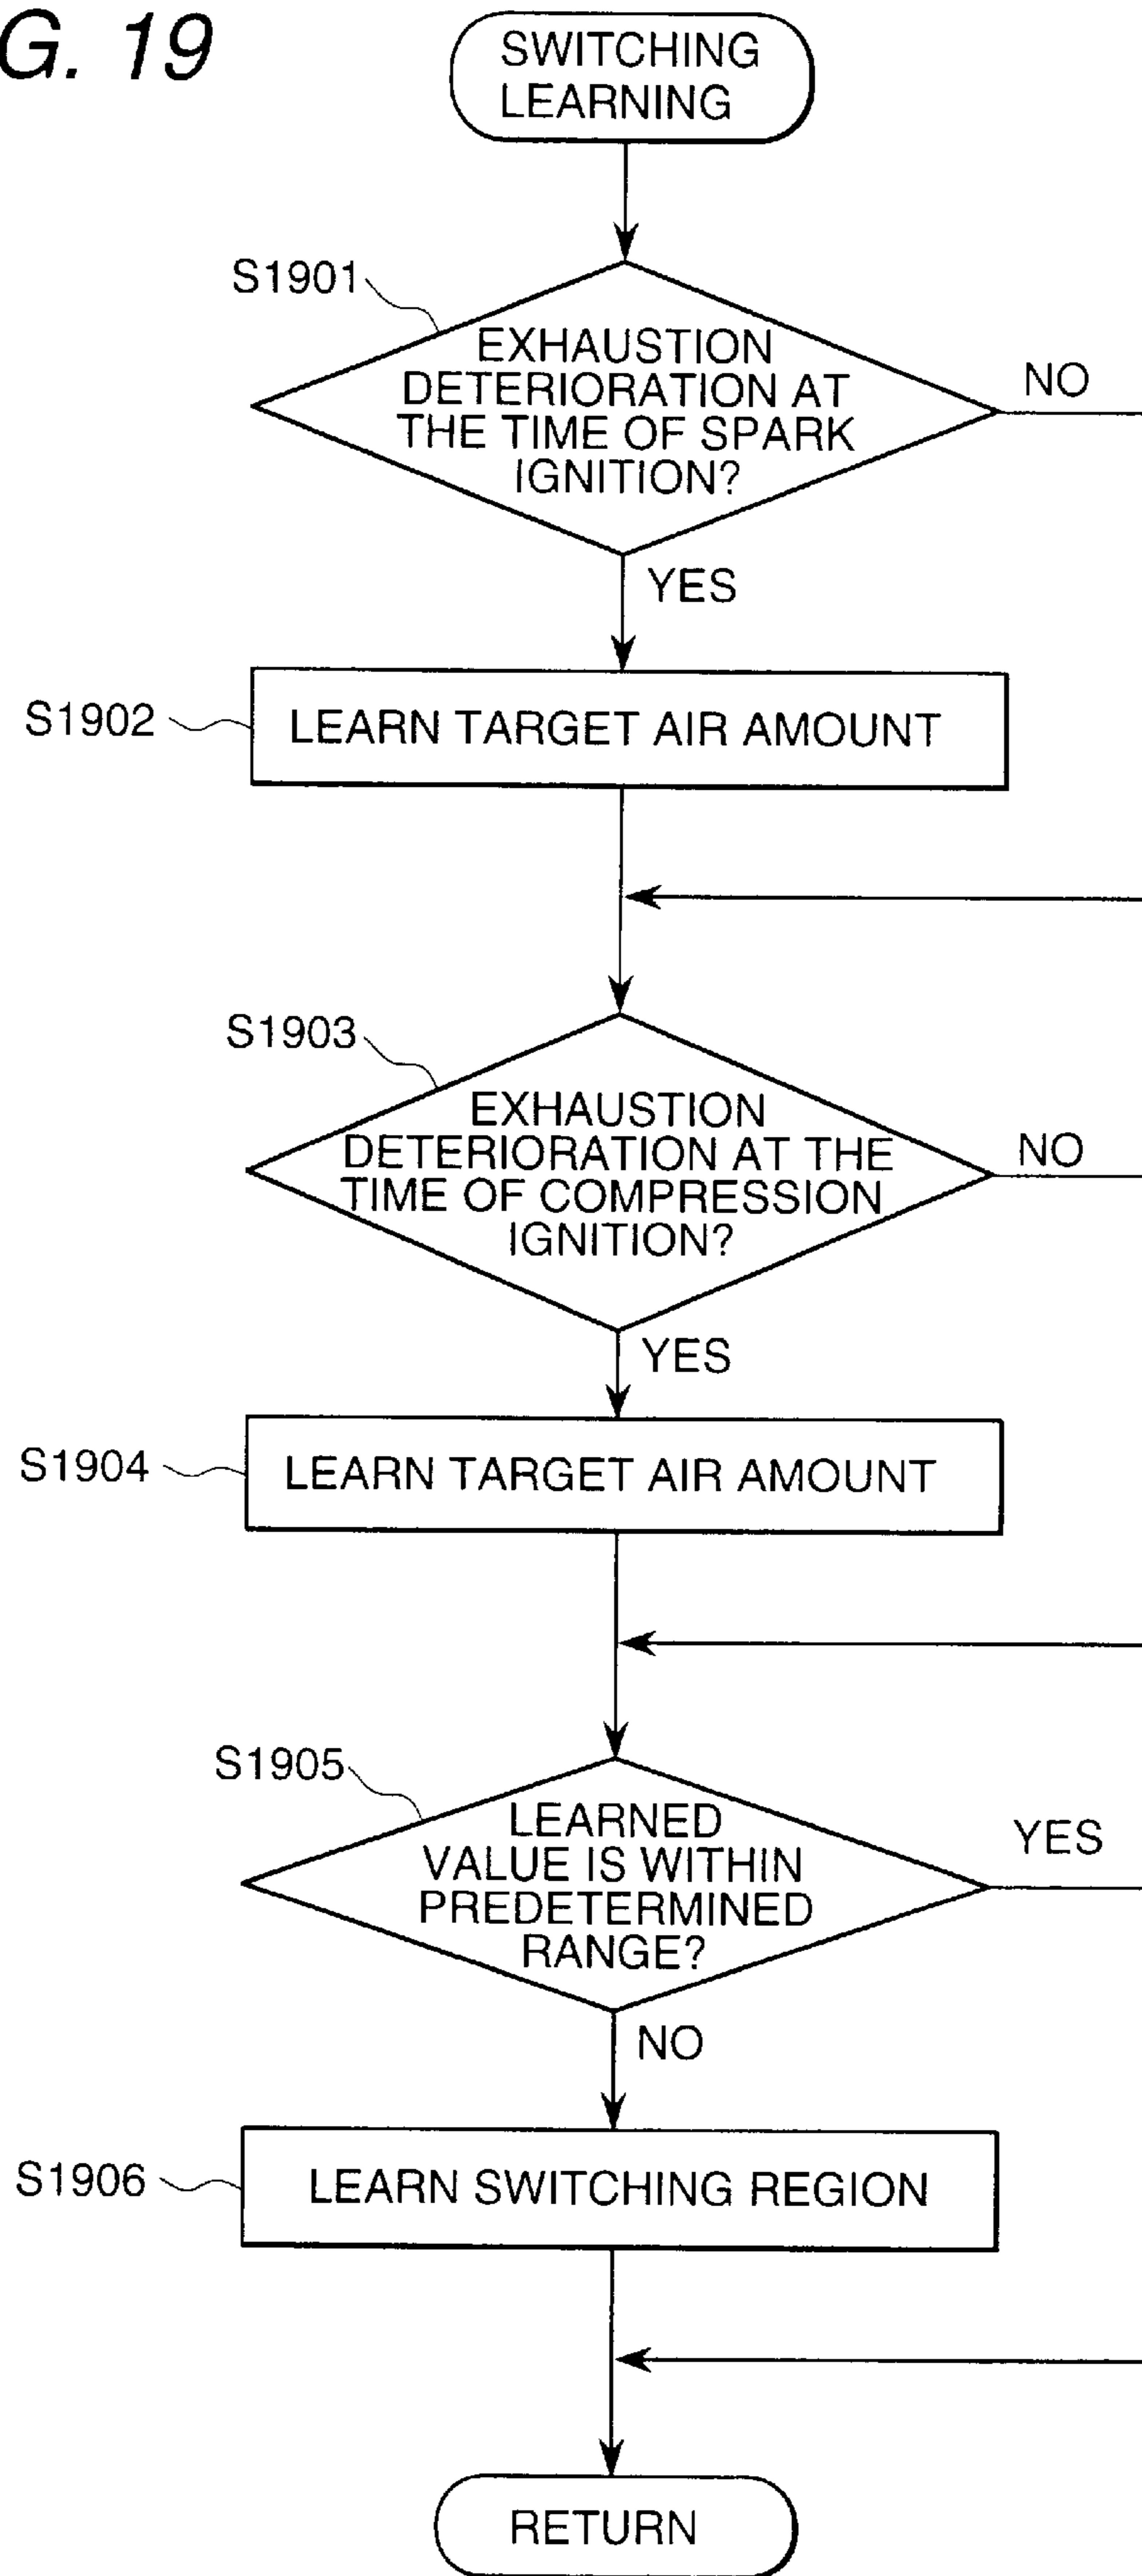 G. 19
SWITCHING
LEARNING
S1901
EXHAUSTION
DETERIORATION AT
THE TIME OF SPARK
IGNITION?
NO
YES
S1902
LEARN TARGET AIR AMOUNT
S1903
EXHAUSTION
DETERIORATION AT THE
TIME OF COMPRESSION
IGNITION?
NO
YES
S1904
LEARN TARGET AIR AMOUNT
S1905
LEARNED
VALUE IS WITHIN
PREDETERMINED
RANGE?
YES
NO
S1906
LEARN SWITCHING REGION
RETURN